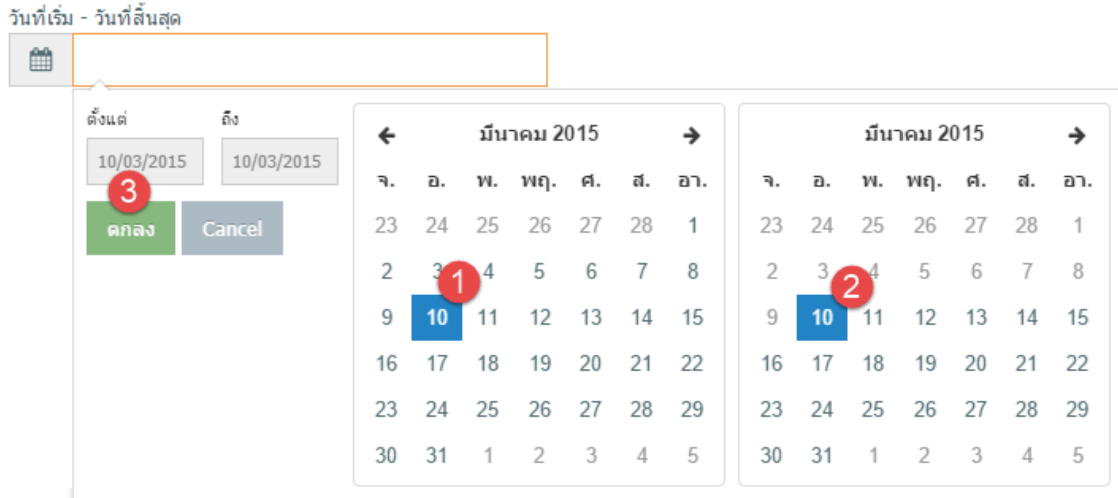 วันที่เริ่ม - วันที่สิ้นสุด
ตั้งแต่ ถึง
10/03/2015 10/03/2015
3
ตกลง Cancel
มีนาคม 2015
จ. อ. พ. พฤ. ศ. ส. อา.
23 24 25 26 27 28 1
2 3 1 4 5 6 7 8
9 10 11 12 13 14 15
16 17 18 19 20 21 22
23 24 25 26 27 28 29
30 31 1 2 3 4 5
มีนาคม 2015
จ. อ. พ. พฤ. ศ. ส. อา.
23 24 25 26 27 28 1
2 3 2 4 5 6 7 8
9 10 11 12 13 14 15
16 17 18 19 20 21 22
23 24 25 26 27 28 29
30 31 1 2 3 4 5